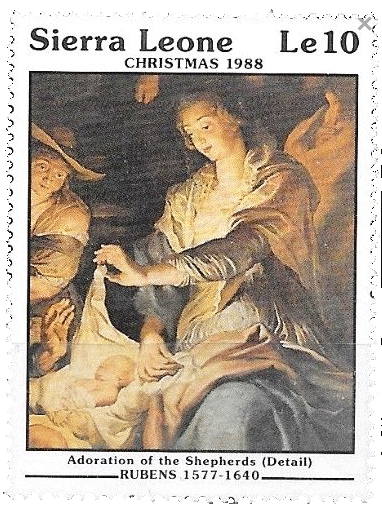 Sierra Leone Le10
CHRISTMAS 1988
Adoration of the Shepherds (Detail)
RUBENS 1577-1640